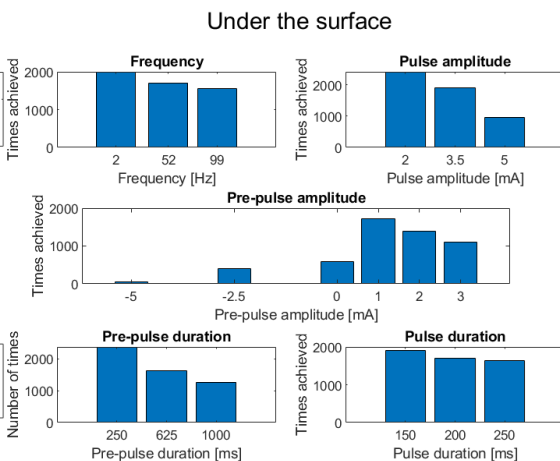 Under the surface
Frequency
Times achieved
2000
1000
0
2 52 99
Frequency [Hz]
Pulse amplitude
Times achieved
2000
1000
0
2 3.5 5
Pulse amplitude [mA]
Pre-pulse amplitude
Times achieved
2000
1000
0
-5 -2.5 0 1 2 3
Pre-pulse amplitude [mA]
Pre-pulse duration
Number of times
2000
1000
0
250 625 1000
Pre-pulse duration [ms]
Pulse duration
Times achieved
2000
1000
0
150 200 250
Pulse duration [ms]